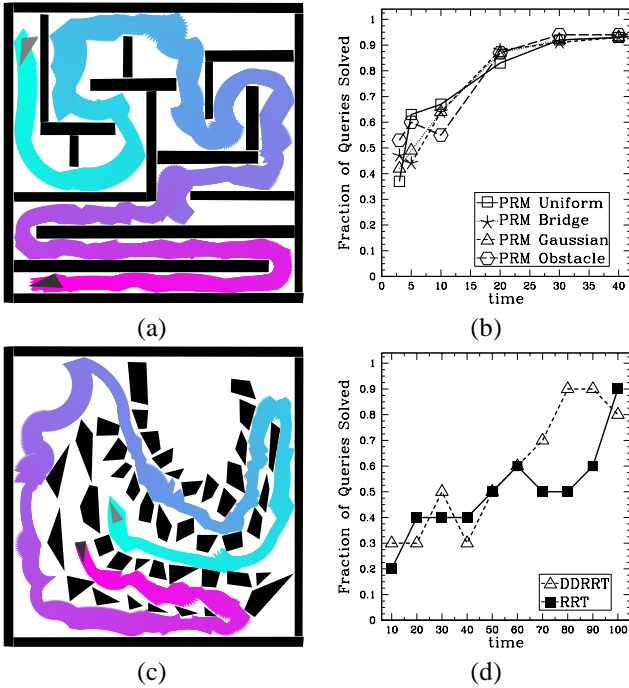 Fraction of Queries Solved
1
0.9
0.8
0.7
0.6
0.5
0.4
0.3
0.2
0.1
0
PRM Uniform
PRM Bridge
PRM Gaussian
PRM Obstacle
0 5 10 15 20 25 30 35 40
time
(a)
(b)
Fraction of Queries Solved
1
0.9
0.8
0.7
0.6
0.5
0.4
0.3
0.2
0.1
0
DDRRT
RRT
10 20 30 40 50 60 70 80 90 100
time
(c)
(d)